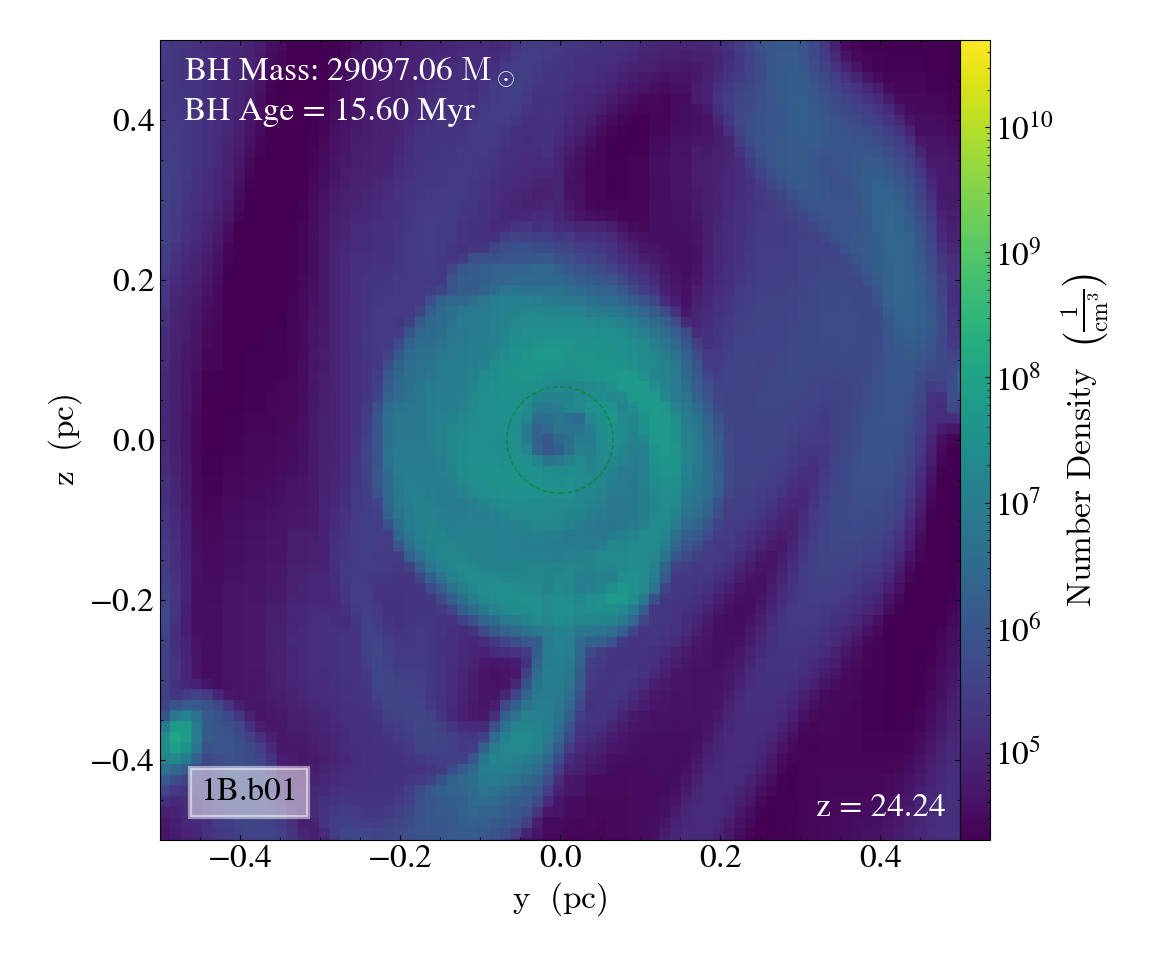 BH Mass: 29097.06 M⊙
BH Age = 15.60 Myr
1B.b01
z = 24.24
0.4
0.2
0.0
−0.2
−0.4
z (pc)
−0.4 −0.2 0.0 0.2 0.4
y (pc)
10¹⁰
10⁹
10⁸
10⁷
10⁶
10⁵
Number Density (1/cm³)